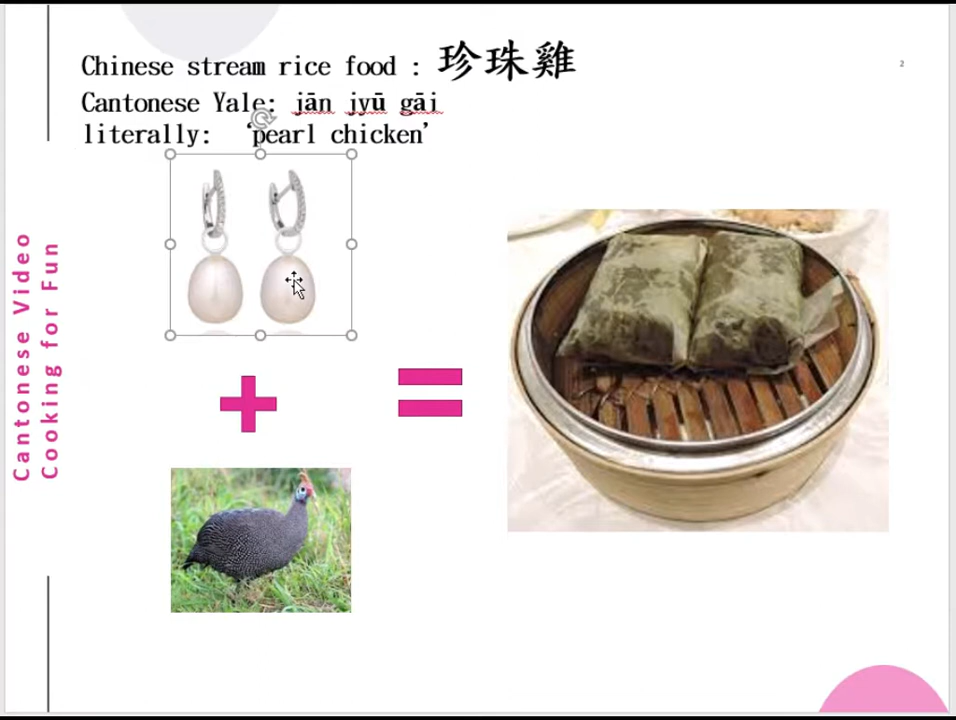 Chinese stream rice food : 珍珠雞
Cantonese Yale: jān jyū gāi
literally: ‘pearl chicken’
2
Cantonese Video
Cooking for Fun